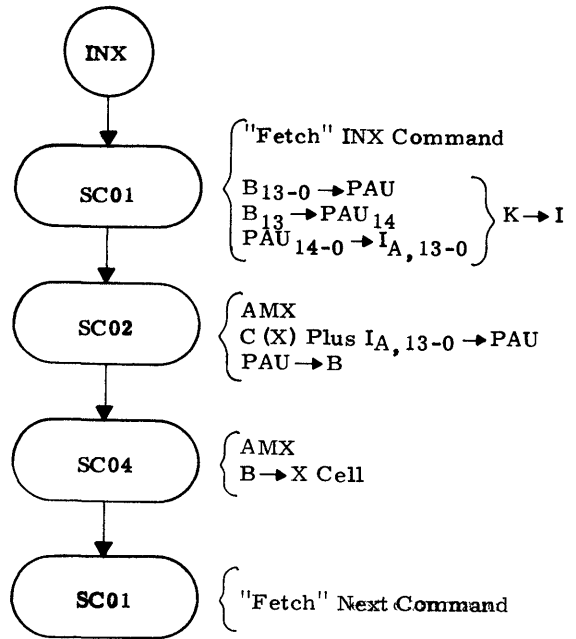 INX
SC01
"Fetch" INX Command
B13-0 → PAU
B13 → PAU14
PAU14-0 → IA, 13-0
K → I
SC02
AMX
C (X) Plus IA, 13-0 → PAU
PAU → B
SC04
AMX
B → X Cell
SC01
"Fetch" Next Command